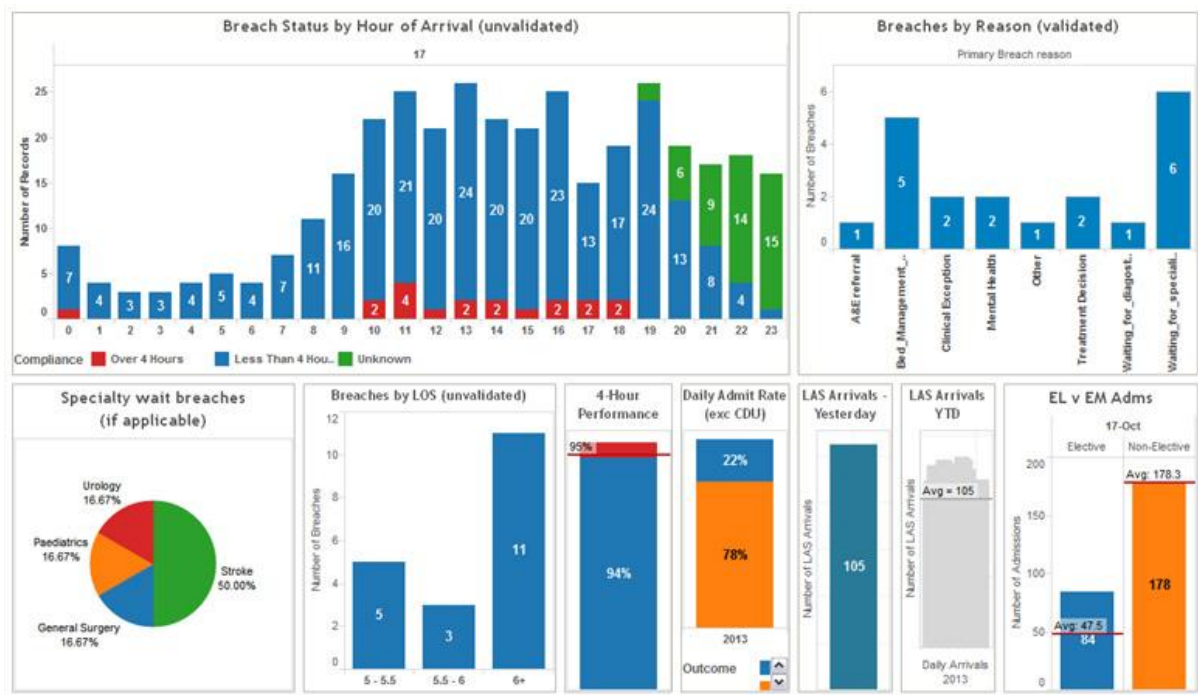 Breach Status by Hour of Arrival (unvalidated)
17
Number of Records
25
20
15
10
5
0
7 4 3 3 4 5 4 7 11 16 20 21 20 24 20 20 23 13 17 24 13 8 4
2 4 2 2 2 2 2
6 9 14 15
0 1 2 3 4 5 6 7 8 9 10 11 12 13 14 15 16 17 18 19 20 21 22 23
Compliance Over 4 Hours Less Than 4 Hou.. Unknown
Breaches by Reason (validated)
Primary Breach reason
Number of Breaches
6
4
2
0
1 5 2 2 1 2 1 6
A&E referral
Bed_Management_..
Clinical Exception
Mental Health
Other
Treatment Decision
Waiting_for_diagost..
Waiting_for_speciali..
Specialty wait breaches
(if applicable)
Urology
16.67%
Paediatrics
16.67%
Stroke
50.00%
General Surgery
16.67%
Breaches by LOS (unvalidated)
Number of Breaches
12
10
8
6
4
2
0
5 3 11
5 - 5.5 5.5 - 6 6+
4-Hour
Performance
95%
94%
Daily Admit Rate
(exc CDU)
22%
78%
2013
Outcome
LAS Arrivals -
Yesterday
Number of LAS Arrivals
105
LAS Arrivals
YTD
Number of LAS Arrivals
Avg = 105
Daily Arrivals
2013
EL v EM Adms
17-Oct
Elective Non-Elective
Number of Admissions
200
150
100
50
0
Avg: 178.3
Avg: 47.5
84
178